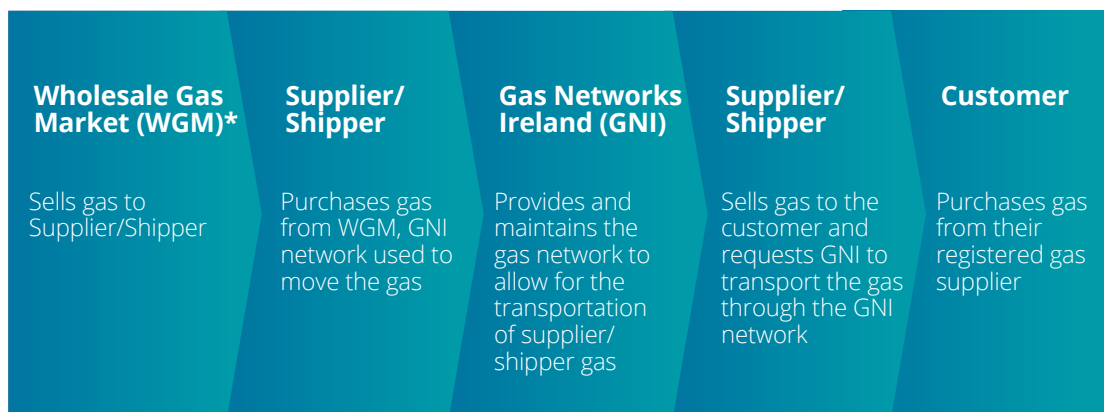 Wholesale Gas
Market (WGM)*
Sells gas to
Supplier/Shipper
Supplier/
Shipper
Purchases gas
from WGM, GNI
network used to
move the gas
Gas Networks
Ireland (GNI)
Provides and
maintains the
gas network to
allow for the
transportation
of supplier/
shipper gas
Supplier/
Shipper
Sells gas to the
customer and
requests GNI to
transport the gas
through the GNI
network
Customer
Purchases gas
from their
registered gas
supplier